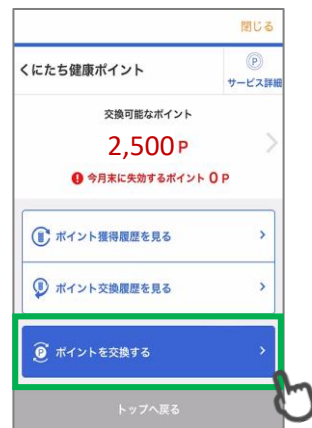 閉じる
くにたち健康ポイント
P
サービス詳細
交換可能なポイント
2,500 P
! 今月末に失効するポイント 0 P
ポイント獲得履歴を見る
ポイント交換履歴を見る
P ポイントを交換する
トップへ戻る